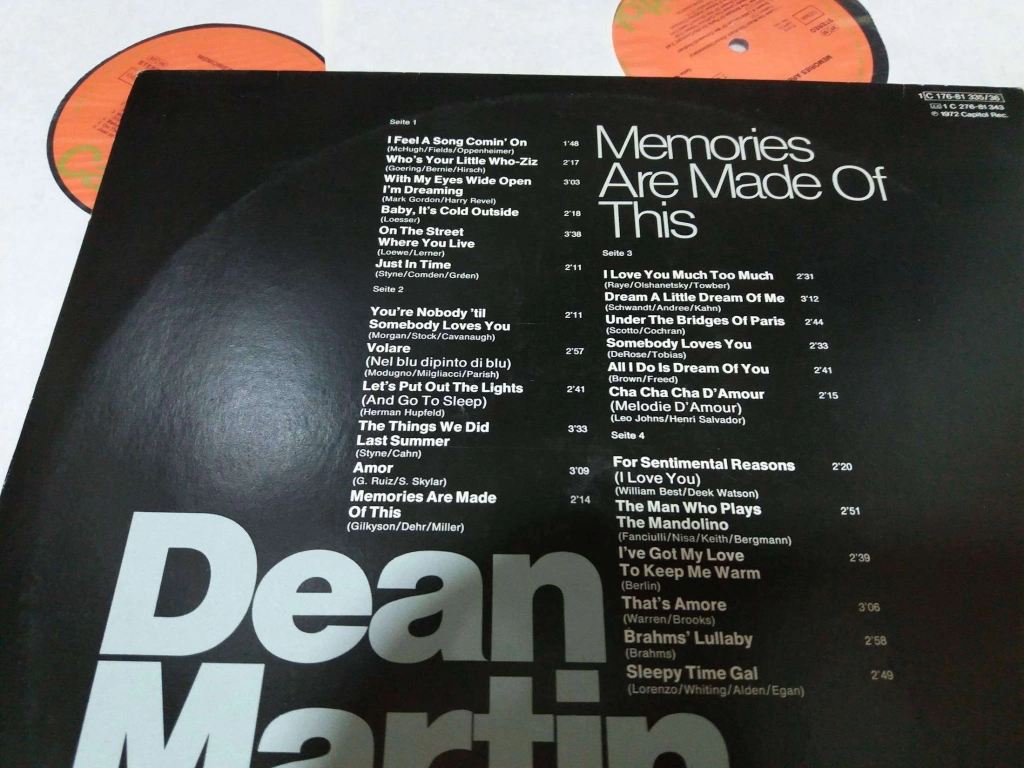 1C 176-81 335/36
1 C 276-81 343
℗ 1972 Capitol Rec.
Memories
Are Made Of
This
Seite 1
I Feel A Song Comin' On 1'48
(McHugh/Fields/Oppenheimer)
Who's Your Little Who-Ziz 2'17
(Goering/Bernie/Hirsch)
With My Eyes Wide Open 3'03
I'm Dreaming
(Mark Gordon/Harry Revel)
Baby, It's Cold Outside 2'18
(Loesser)
On The Street 3'38
Where You Live
(Loewe/Lerner)
Just In Time 2'11
(Styne/Comden/Grden)
Seite 2
You're Nobody 'til 2'11
Somebody Loves You
(Morgan/Stock/Cavanaugh)
Volare 2'57
(Nel blu dipinto di blu)
(Modugno/Milgliacci/Parish)
Let's Put Out The Lights 2'41
(And Go To Sleep)
(Herman Hupfeld)
The Things We Did 3'33
Last Summer
(Styne/Cahn)
Amor 3'09
(G. Ruiz/S. Skylar)
Memories Are Made 2'14
Of This
(Gilkyson/Dehr/Miller)
Seite 3
I Love You Much Too Much 2'31
(Raye/Olshanetsky/Towber)
Dream A Little Dream Of Me 3'12
(Schwandt/Andree/Kahn)
Under The Bridges Of Paris 2'44
(Scotto/Cochran)
Somebody Loves You 2'33
(DeRose/Tobias)
All I Do Is Dream Of You 2'41
(Brown/Freed)
Cha Cha Cha D'Amour 2'15
(Melodie D'Amour)
(Leo Johns/Henri Salvador)
Seite 4
For Sentimental Reasons 2'20
(I Love You)
(William Best/Deek Watson)
The Man Who Plays 2'51
The Mandolino
(Fanciulli/Nisa/Keith/Bergmann)
I've Got My Love 2'39
To Keep Me Warm
(Berlin)
That's Amore 3'06
(Warren/Brooks)
Brahms' Lullaby 2'58
(Brahms)
Sleepy Time Gal 2'49
(Lorenzo/Whiting/Alden/Egan)
Dean
Martin